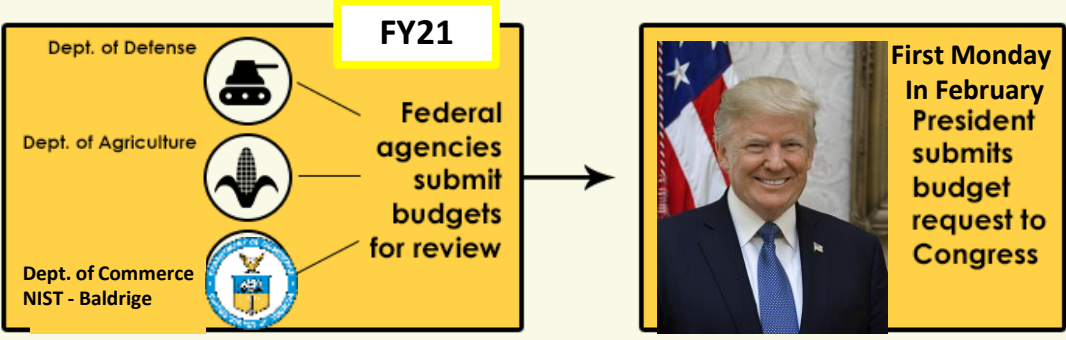 FY21
Dept. of Defense
Dept. of Agriculture
Dept. of Commerce
NIST - Baldrige
Federal
agencies
submit
budgets
for review
First Monday
In February
President
submits
budget
request to
Congress